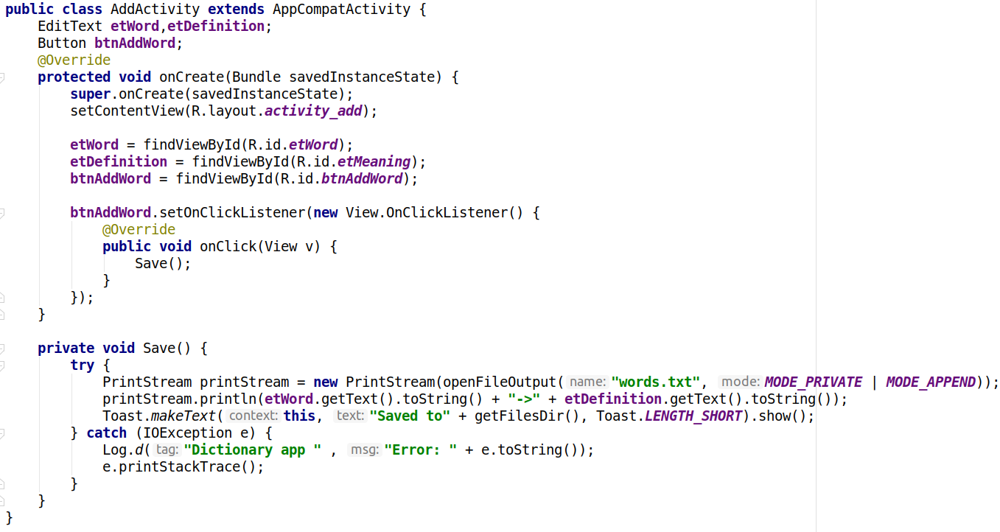 public class AddActivity extends AppCompatActivity {
    EditText etWord,etDefinition;
    Button btnAddWord;
    @Override
    protected void onCreate(Bundle savedInstanceState) {
        super.onCreate(savedInstanceState);
        setContentView(R.layout.activity_add);

        etWord = findViewById(R.id.etWord);
        etDefinition = findViewById(R.id.etMeaning);
        btnAddWord = findViewById(R.id.btnAddWord);

        btnAddWord.setOnClickListener(new View.OnClickListener() {
            @Override
            public void onClick(View v) {
                Save();
            }
        });
    }

    private void Save() {
        try {
            PrintStream printStream = new PrintStream(openFileOutput( name: "words.txt", mode: MODE_PRIVATE | MODE_APPEND));
            printStream.println(etWord.getText().toString() + "->" + etDefinition.getText().toString());
            Toast.makeText( context: this, text: "Saved to" + getFilesDir(), Toast.LENGTH_SHORT).show();
        } catch (IOException e) {
            Log.d( tag: "Dictionary app " , msg: "Error: " + e.toString());
            e.printStackTrace();
        }
    }
}